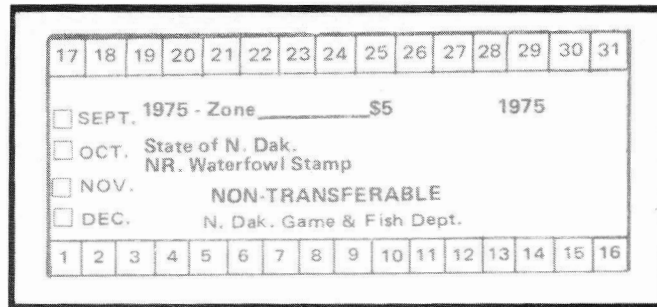 17 18 19 20 21 22 23 24 25 26 27 28 29 30 31
☐ SEPT. 1975 - Zone ____________ $5 1975
☐ OCT. State of N. Dak.
NR. Waterfowl Stamp
☐ NOV. NON-TRANSFERABLE
☐ DEC. N. Dak. Game & Fish Dept.
1 2 3 4 5 6 7 8 9 10 11 12 13 14 15 16